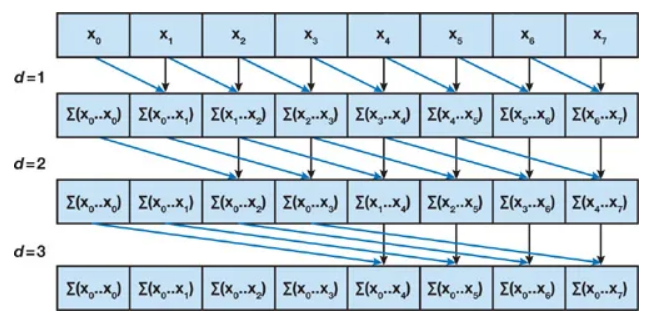 x₀ x₁ x₂ x₃ x₄ x₅ x₆ x₇
d=1
Σ(x₀..x₀) Σ(x₀..x₁) Σ(x₁..x₂) Σ(x₂..x₃) Σ(x₃..x₄) Σ(x₄..x₅) Σ(x₅..x₆) Σ(x₆..x₇)
d=2
Σ(x₀..x₀) Σ(x₀..x₁) Σ(x₀..x₂) Σ(x₀..x₃) Σ(x₁..x₄) Σ(x₂..x₅) Σ(x₃..x₆) Σ(x₄..x₇)
d=3
Σ(x₀..x₀) Σ(x₀..x₁) Σ(x₀..x₂) Σ(x₀..x₃) Σ(x₀..x₄) Σ(x₀..x₅) Σ(x₀..x₆) Σ(x₀..x₇)